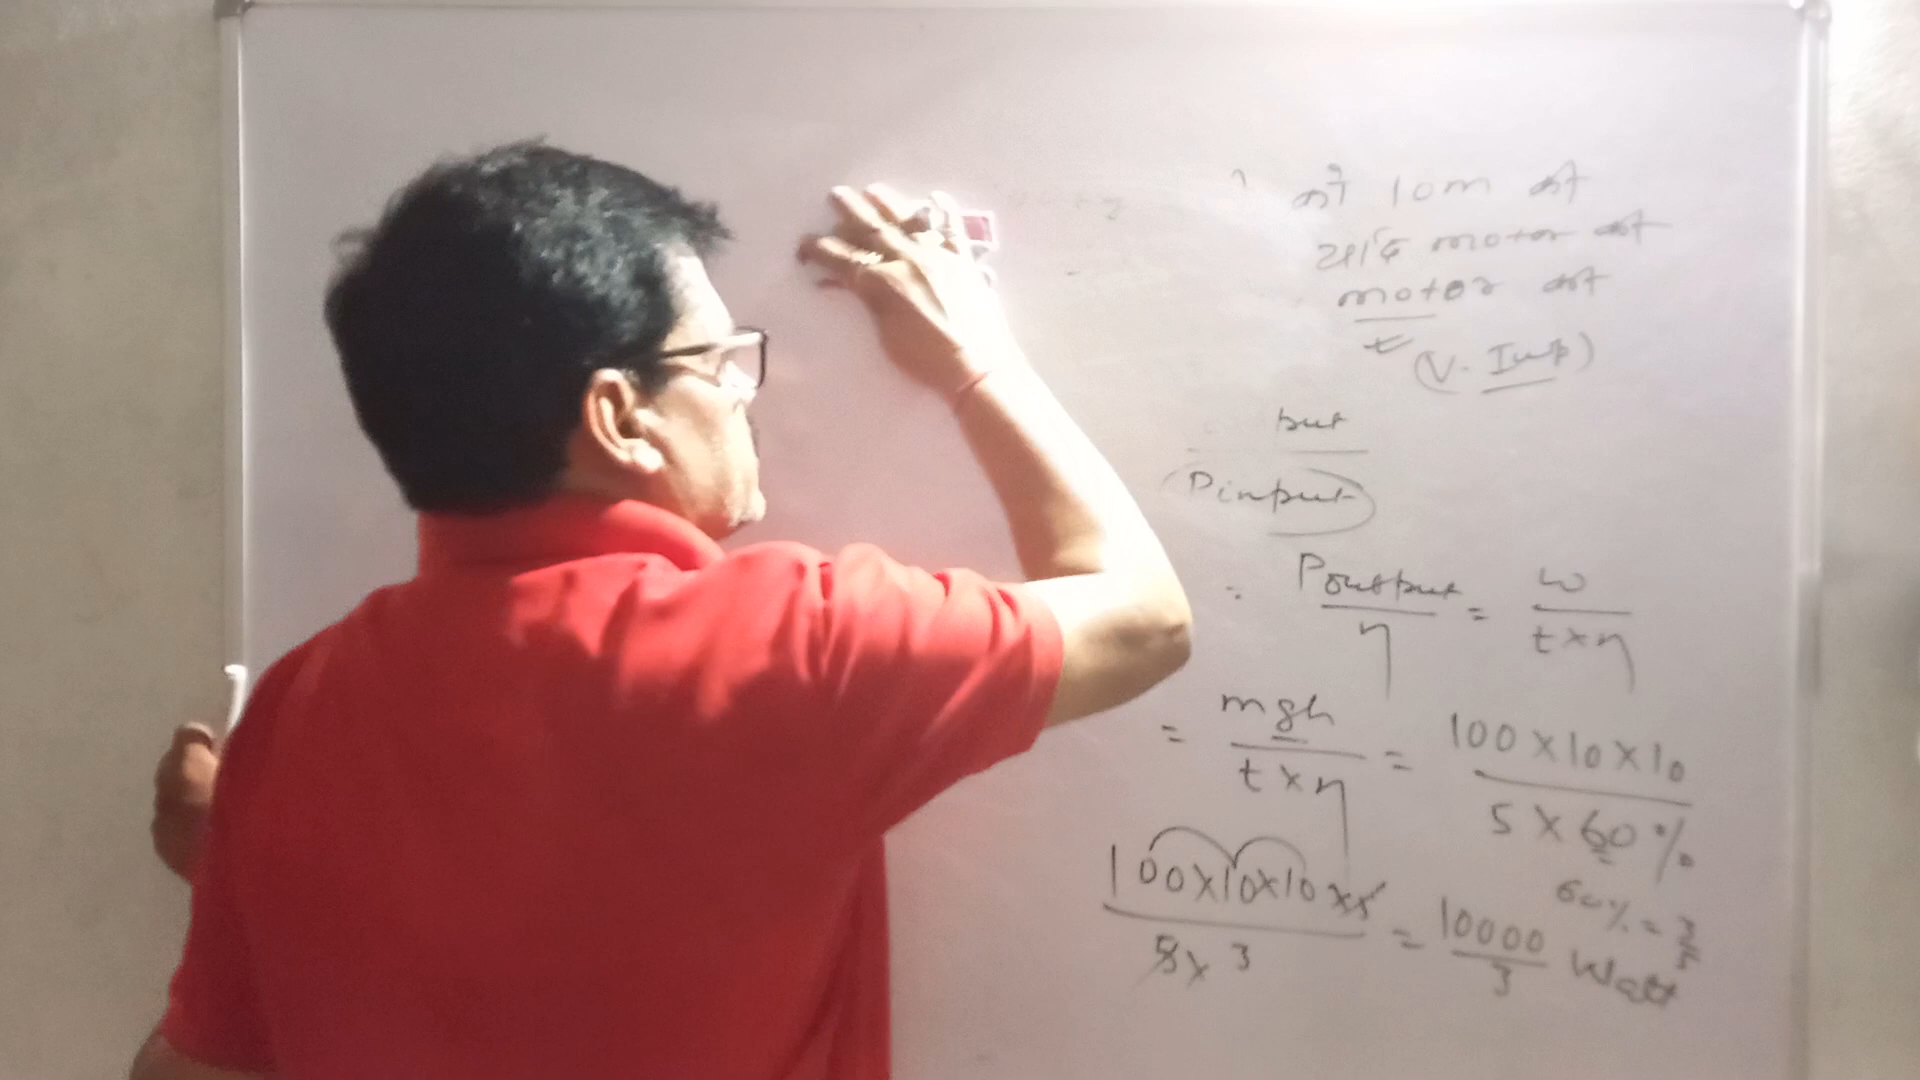 को 10m की
यदि motor की
motor की
t (V. Imp)
put
Pinput
= Poutput / η = w / t × η
= mgh / t × η = 100 × 10 × 10 / 5 × 60 %
60% = 3/5
100 × 10 × 10 × 5 / 5 × 3 = 10000 / 3 Watt